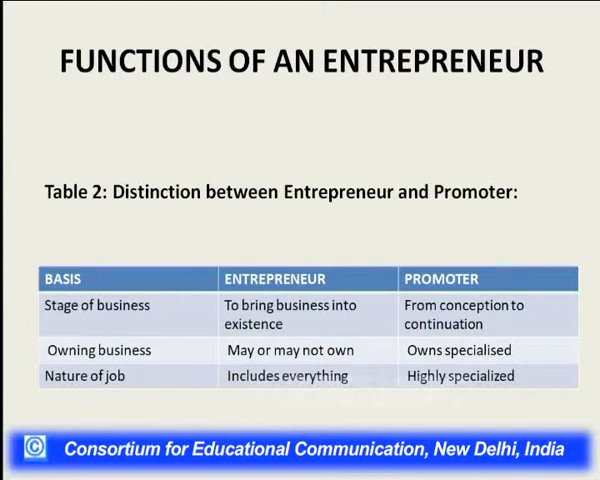 FUNCTIONS OF AN ENTREPRENEUR
Table 2: Distinction between Entrepreneur and Promoter:
BASIS ENTREPRENEUR PROMOTER
Stage of business To bring business into existence From conception to continuation
Owning business May or may not own Owns specialised
Nature of job Includes everything Highly specialized
© Consortium for Educational Communication, New Delhi, India